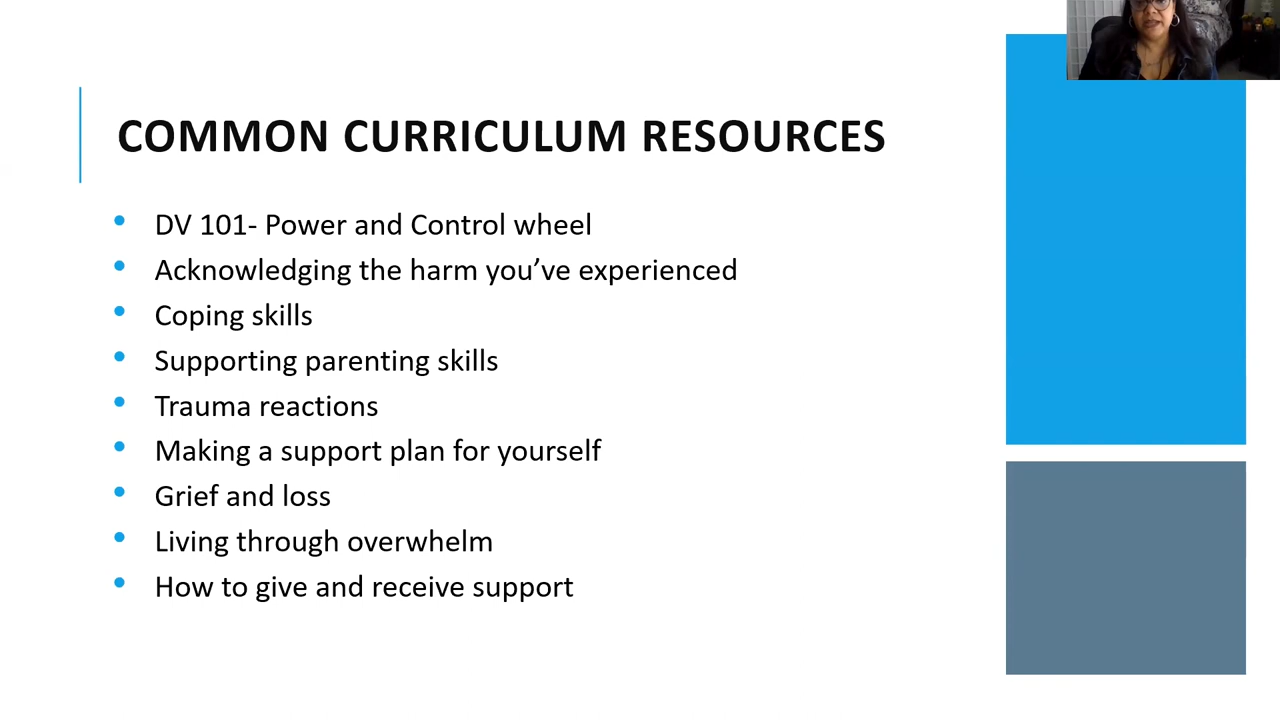 COMMON CURRICULUM RESOURCES
• DV 101- Power and Control wheel
• Acknowledging the harm you’ve experienced
• Coping skills
• Supporting parenting skills
• Trauma reactions
• Making a support plan for yourself
• Grief and loss
• Living through overwhelm
• How to give and receive support